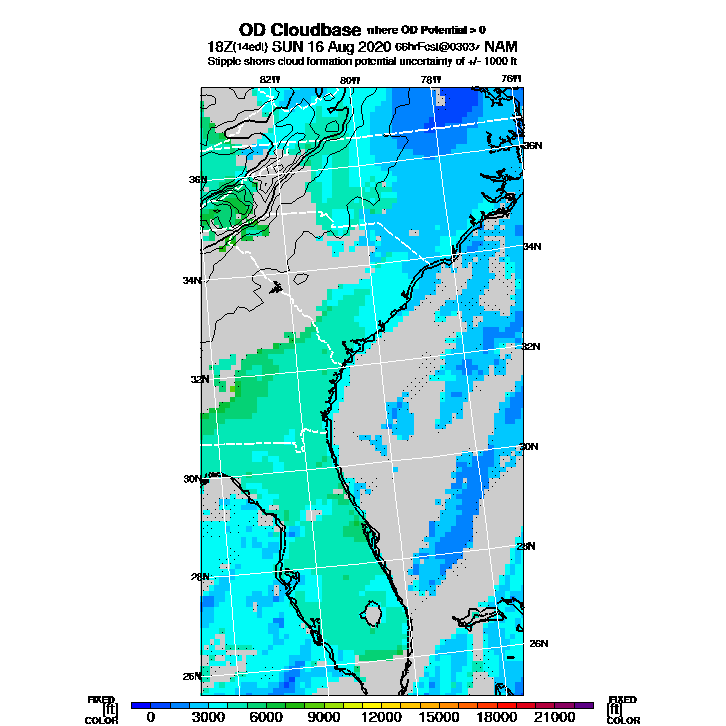 OD Cloudbase where OD Potential > 0
18Z(14edt) SUN 16 Aug 2020 66hrFcst@0303z NAM
Stipple shows cloud formation potential uncertainty of +/- 1000 ft
82W 80W 78W 76W
36N 36N
34N 34N
32N 32N
30N 30N
28N 28N
26N 26N
FIXED FIXED
[ft] [ft]
COLOR COLOR
0 3000 6000 9000 12000 15000 18000 21000